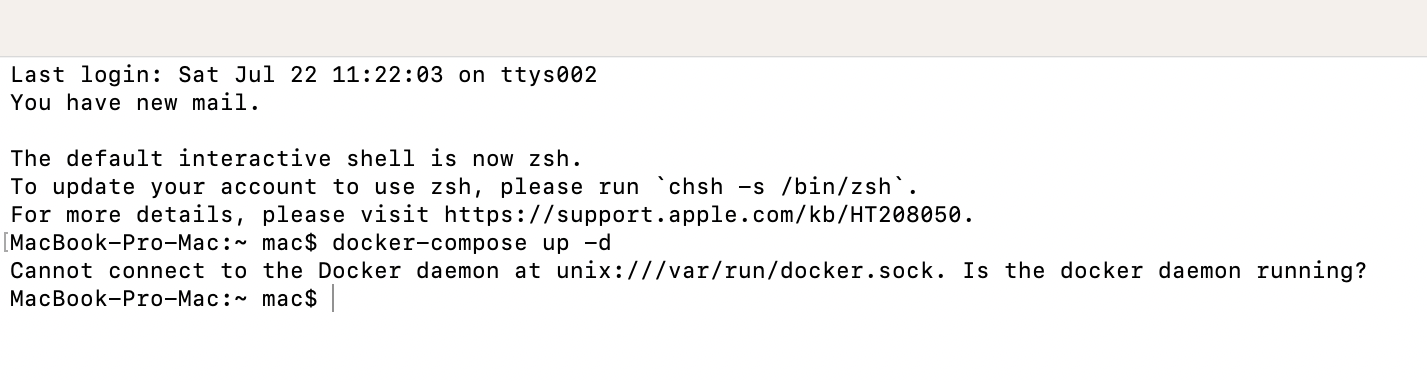 Last login: Sat Jul 22 11:22:03 on ttys002
You have new mail.

The default interactive shell is now zsh.
To update your account to use zsh, please run `chsh -s /bin/zsh`.
For more details, please visit https://support.apple.com/kb/HT208050.
[MacBook-Pro-Mac:~ mac$ docker-compose up -d
Cannot connect to the Docker daemon at unix:///var/run/docker.sock. Is the docker daemon running?
MacBook-Pro-Mac:~ mac$